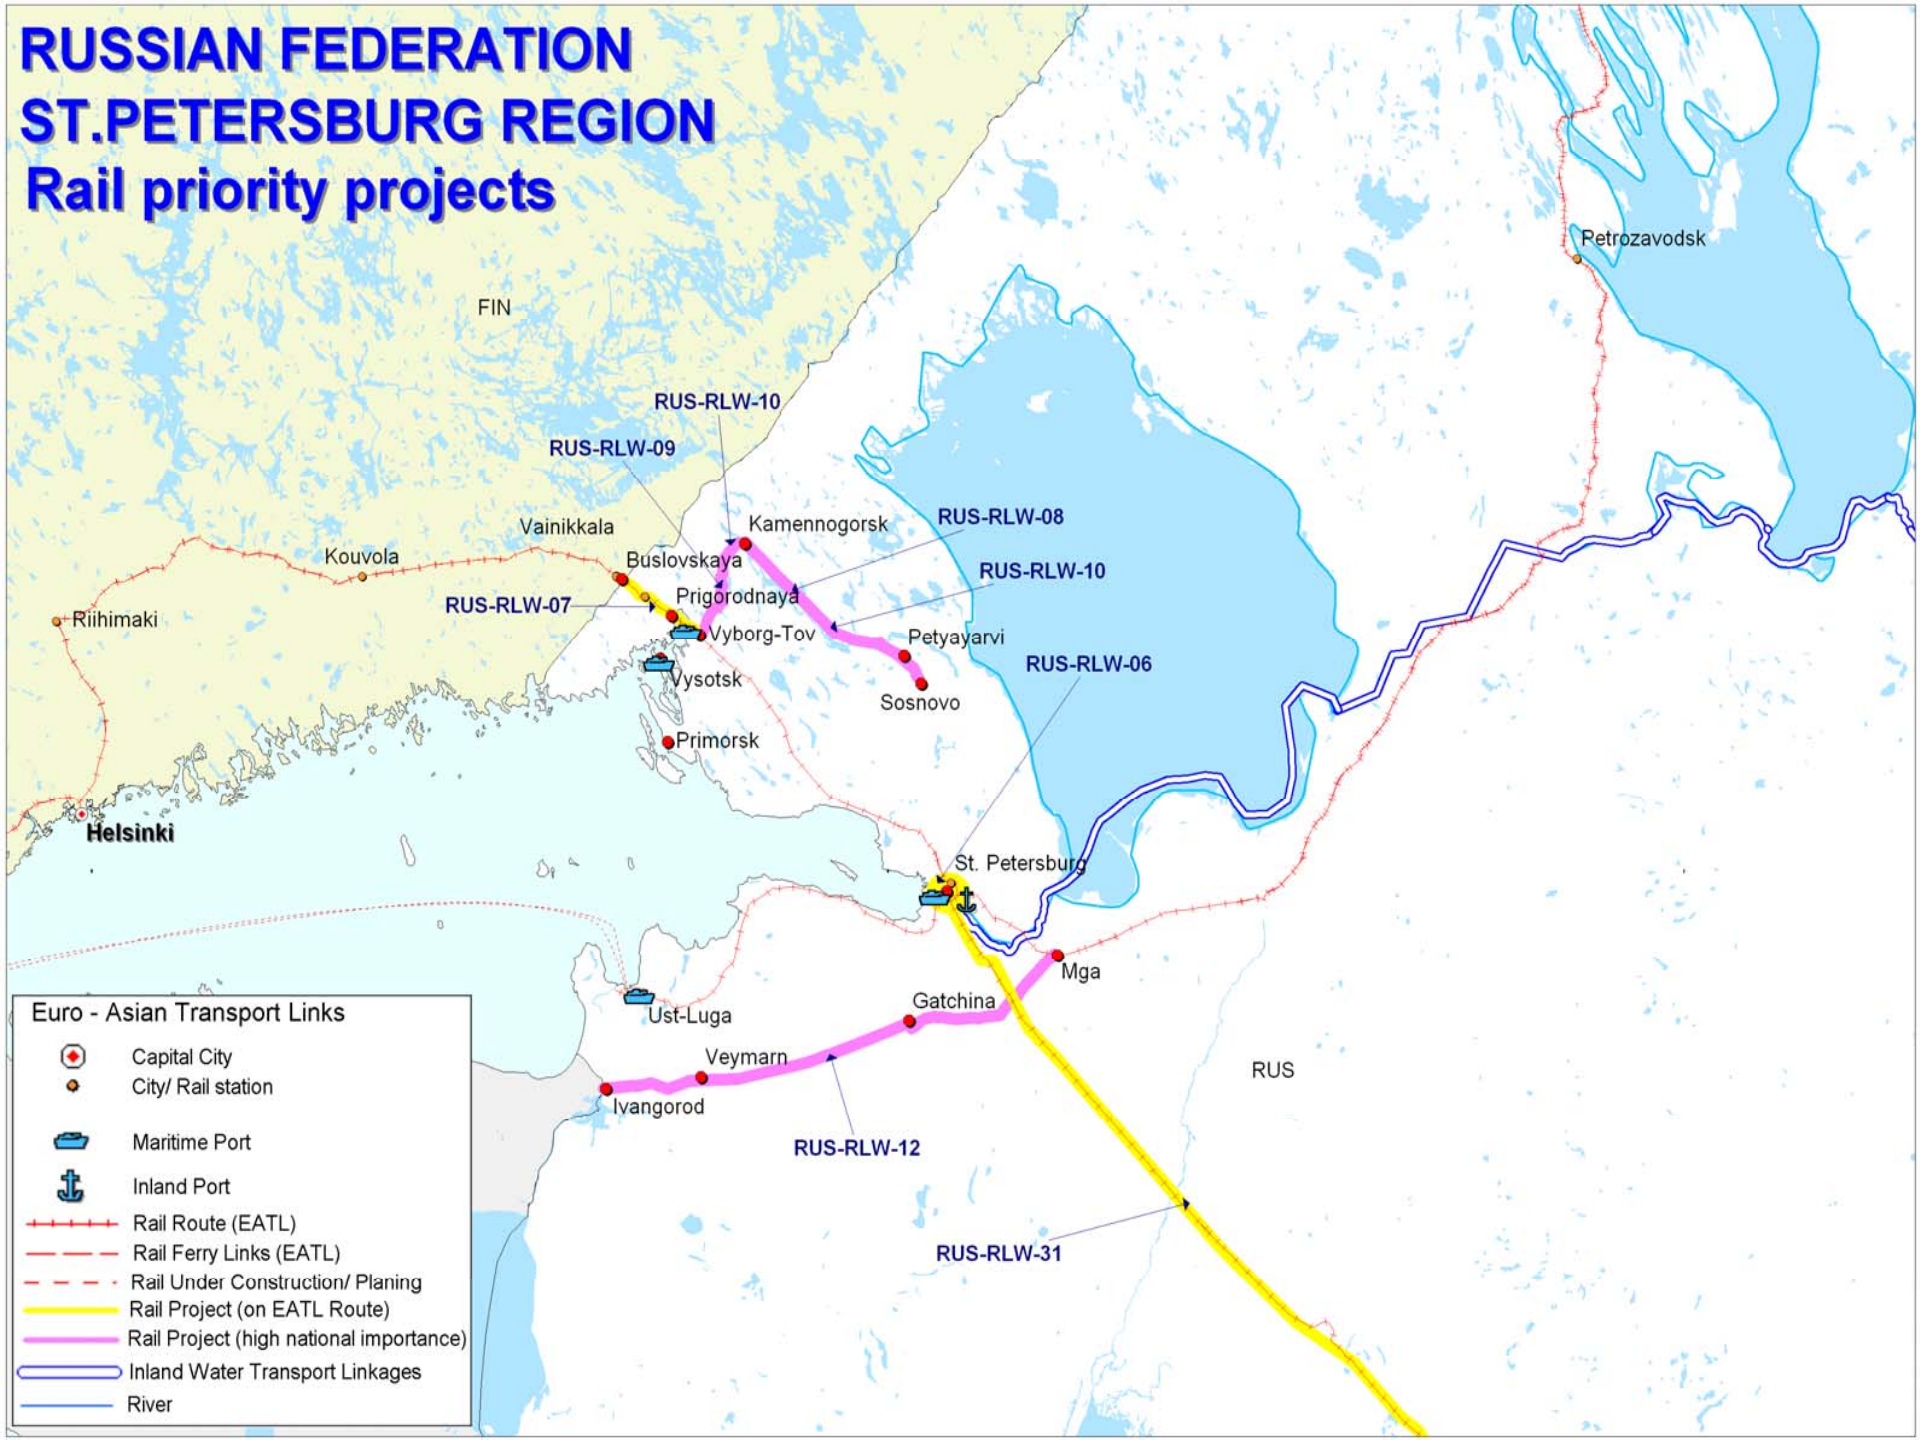 RUSSIAN FEDERATION
ST.PETERSBURG REGION
Rail priority projects
Petrozavodsk
FIN
RUS-RLW-10
RUS-RLW-09
RUS-RLW-08
Kamennogorsk
Vainikkala
Kouvola
Buslovskaya
RUS-RLW-10
Prigorodnaya
RUS-RLW-07
Riihimaki
Vyborg-Tov
Petyayarvi
RUS-RLW-06
Vysotsk
Sosnovo
Primorsk
Helsinki
St. Petersburg
Mga
Gatchina
Ust-Luga
Veymarn
RUS
Ivangorod
RUS-RLW-12
RUS-RLW-31
Euro - Asian Transport Links
Capital City
City/ Rail station
Maritime Port
Inland Port
Rail Route (EATL)
Rail Ferry Links (EATL)
Rail Under Construction/ Planing
Rail Project (on EATL Route)
Rail Project (high national importance)
Inland Water Transport Linkages
River